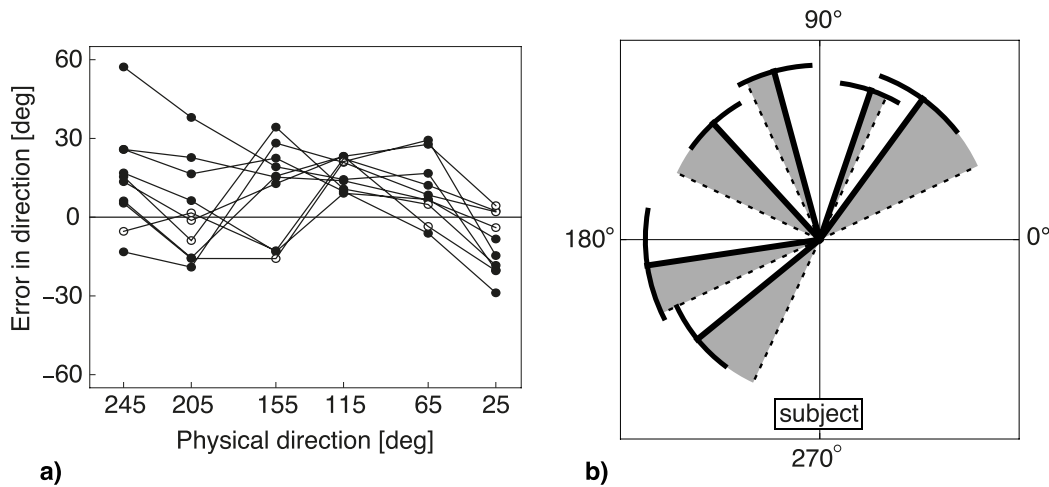 Error in direction [deg]
60
30
0
−30
−60
245 205 155 115 65 25
Physical direction [deg]
a)
90°
180°
0°
subject
270°
b)